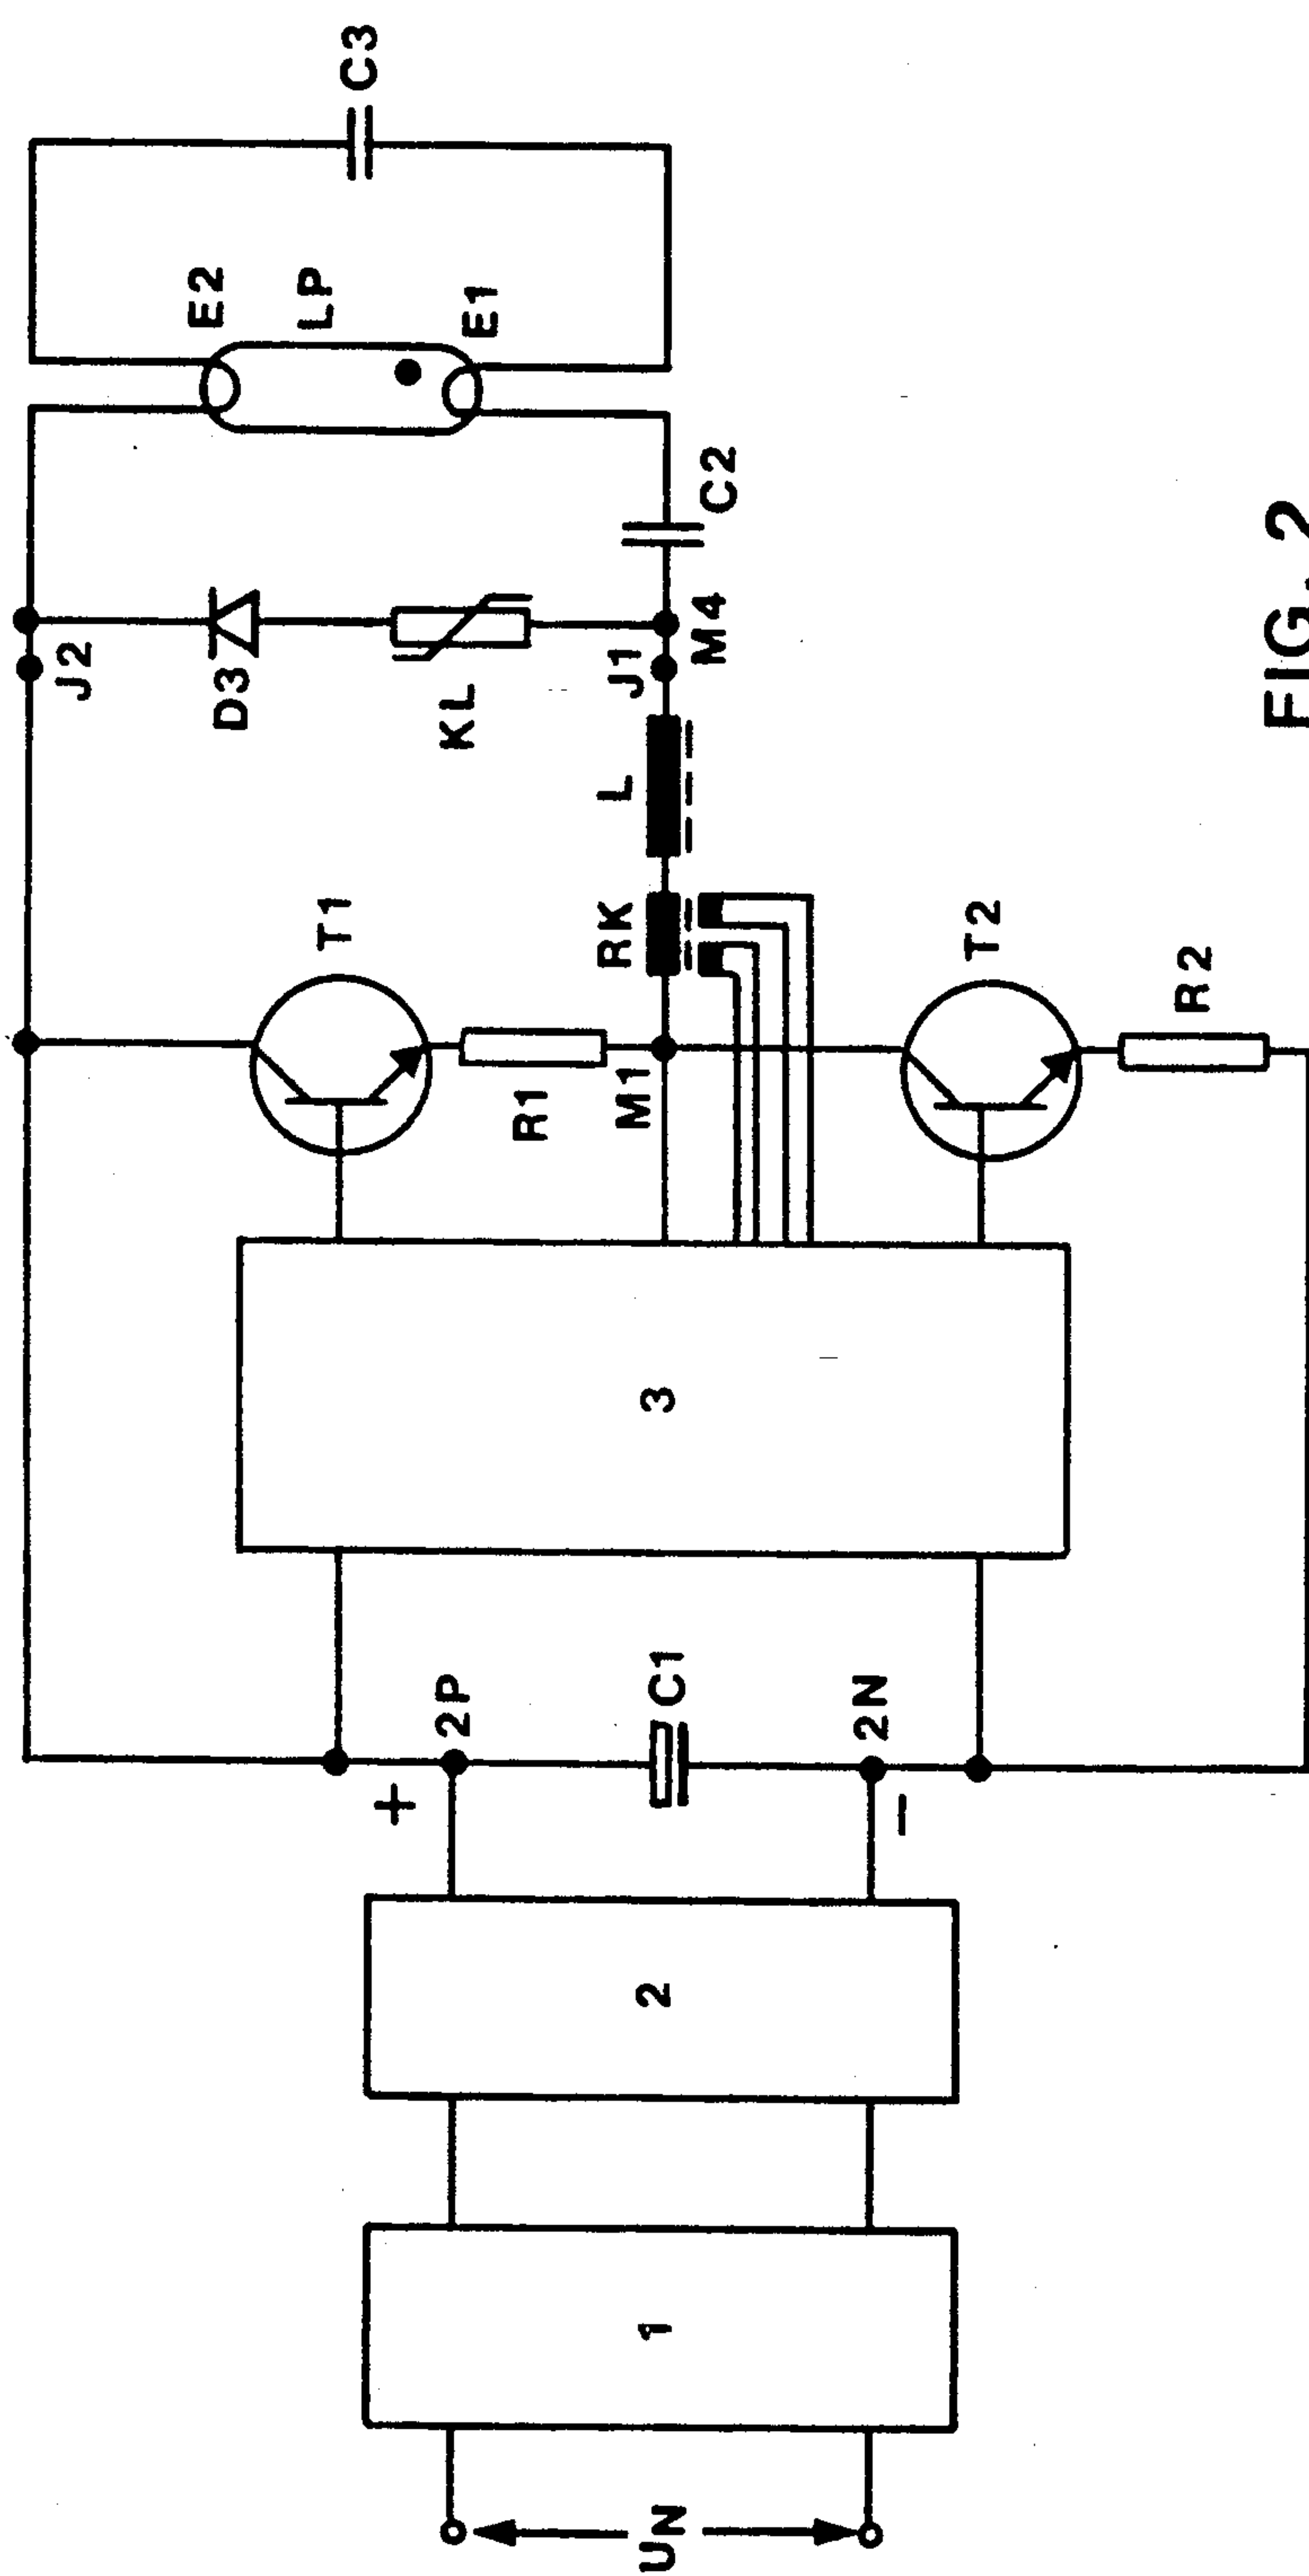 UN
1
2
+
2P
C1
2N
−
3
T1
R1
M1
RK
L
T2
R2
J2
D3
KL
J1
M4
C2
E2
LP
E1
C3
FIG. 2